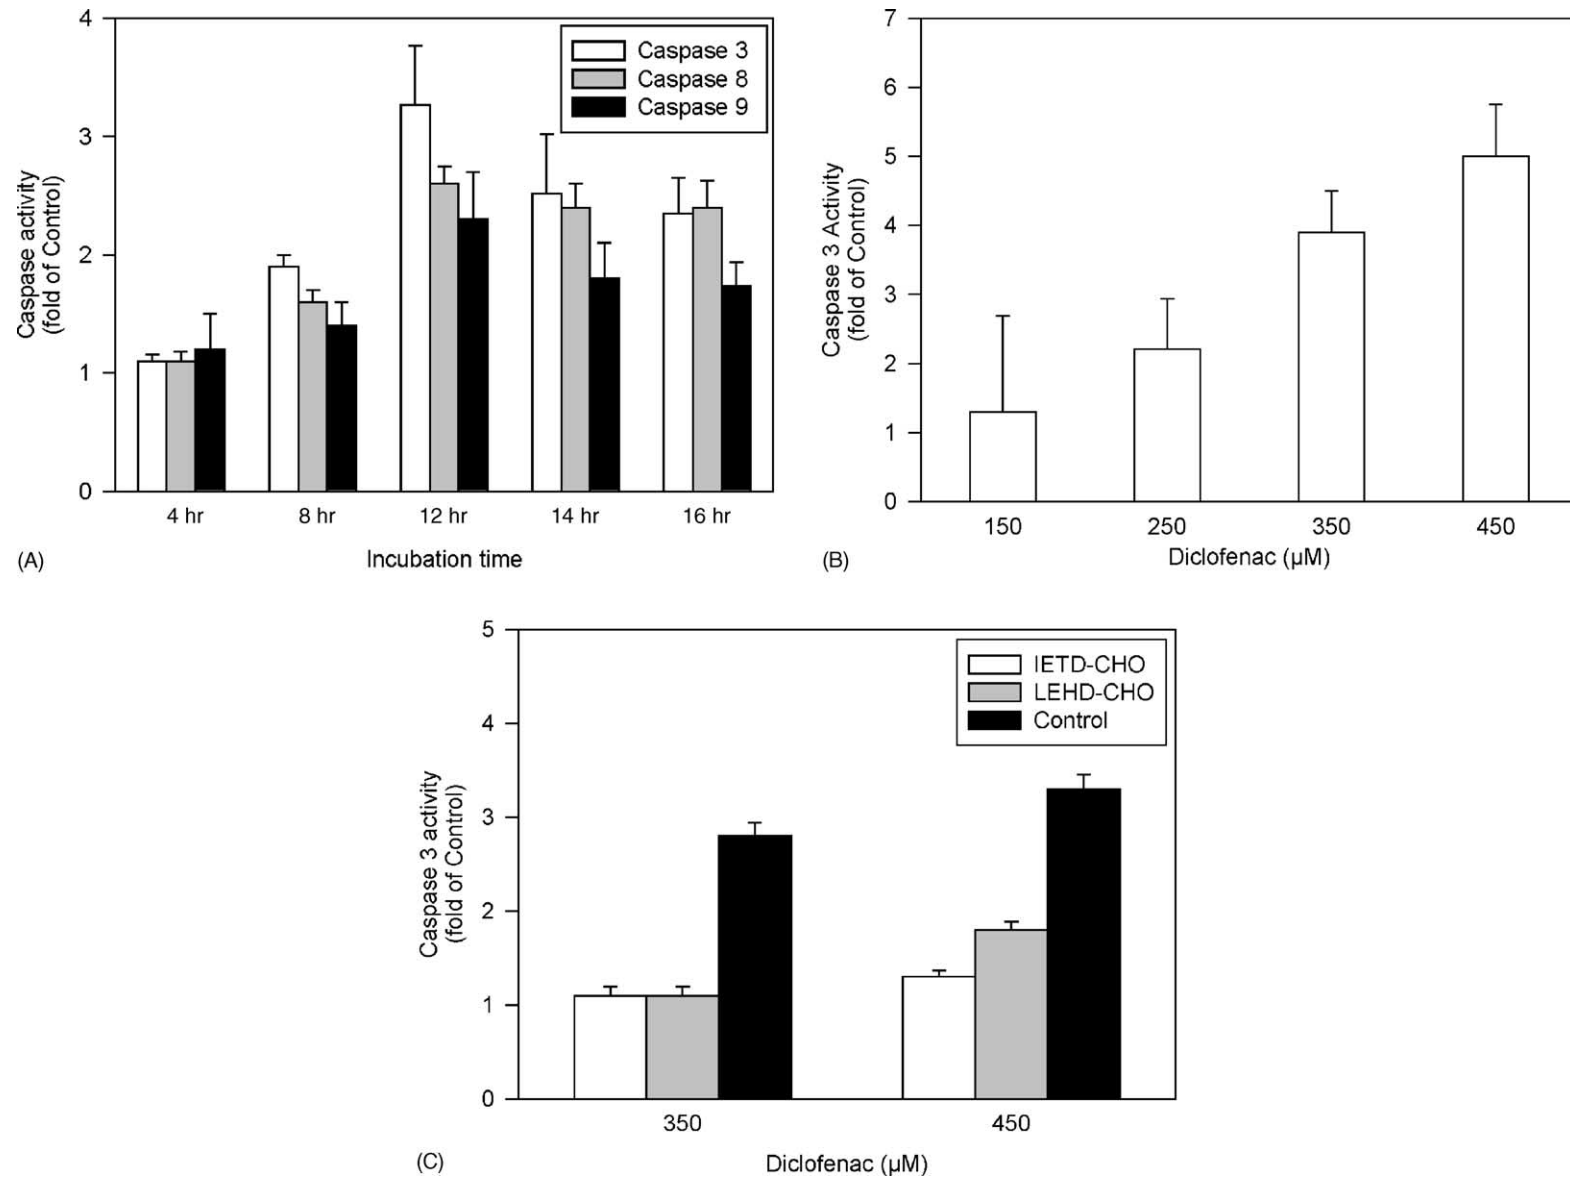 4
3
2
1
0
Caspase activity
(fold of Control)
Caspase 3
Caspase 8
Caspase 9
4 hr 8 hr 12 hr 14 hr 16 hr
Incubation time
(A)
7
6
5
4
3
2
1
0
Caspase 3 Activity
(fold of Control)
150 250 350 450
Diclofenac (µM)
(B)
5
4
3
2
1
0
Caspase 3 activity
(fold of Control)
IETD-CHO
LEHD-CHO
Control
350 450
Diclofenac (µM)
(C)